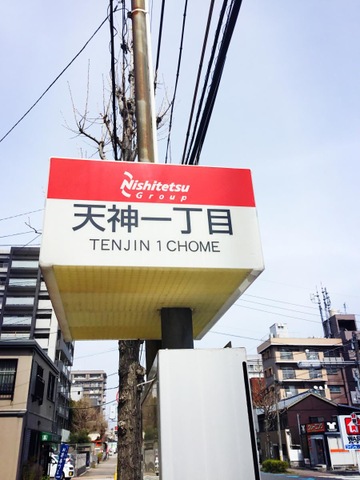 Nishitetsu
Group
天神一丁目
TENJIN 1 CHOME